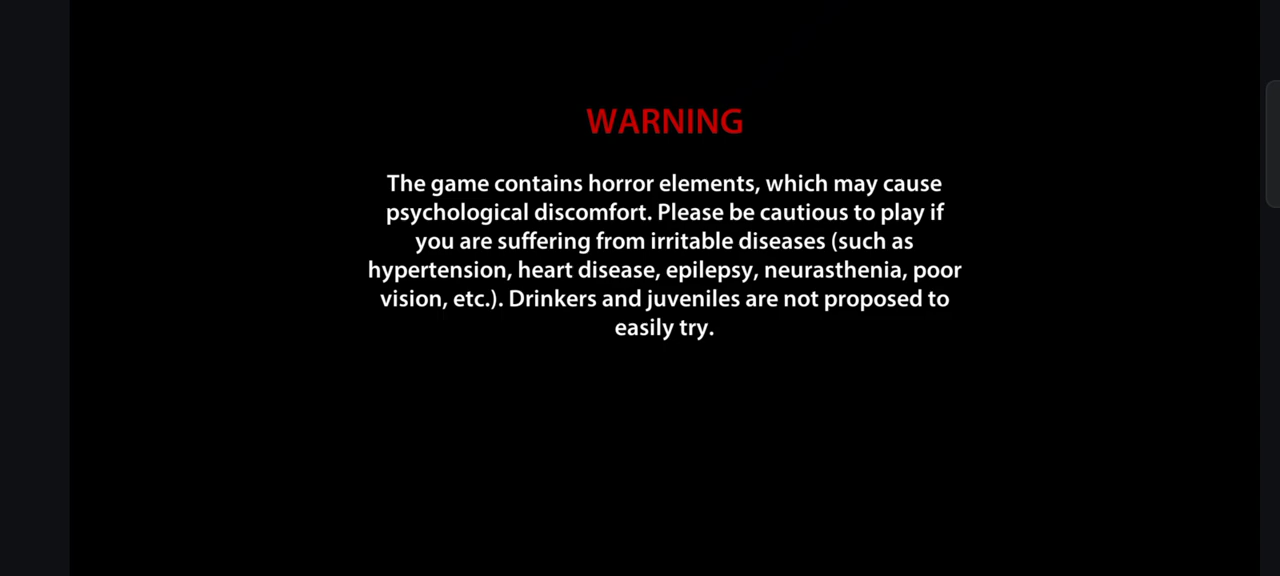 WARNING
The game contains horror elements, which may cause
psychological discomfort. Please be cautious to play if
you are suffering from irritable diseases (such as
hypertension, heart disease, epilepsy, neurasthenia, poor
vision, etc.). Drinkers and juveniles are not proposed to
easily try.